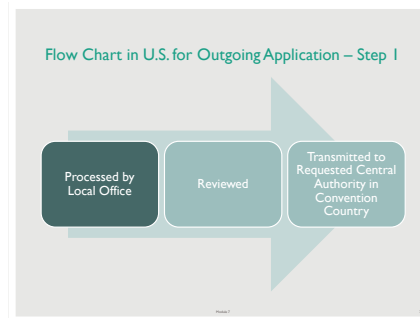 Flow Chart in U.S. for Outgoing Application – Step 1
Processed by
Local Office
Reviewed
Transmitted to
Requested Central
Authority in
Convention
Country